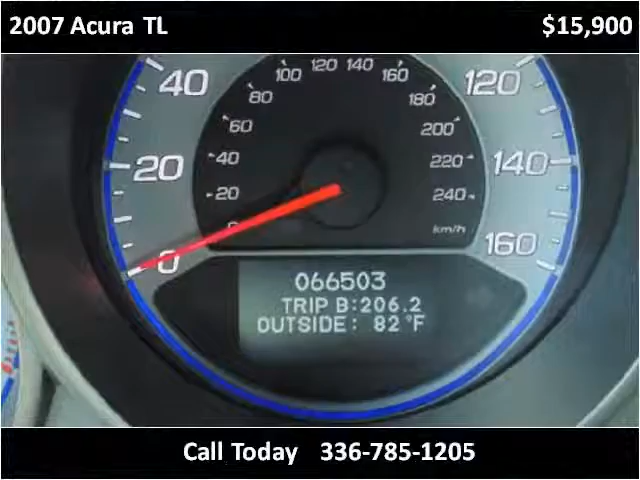 2007 Acura TL $15,900
120 140
100 160
40 80 180 120
60 200
20 40 220 140
20 240
0 km/h 160
0
066503
TRIP B:206.2
OUTSIDE: 82°F
Call Today 336-785-1205